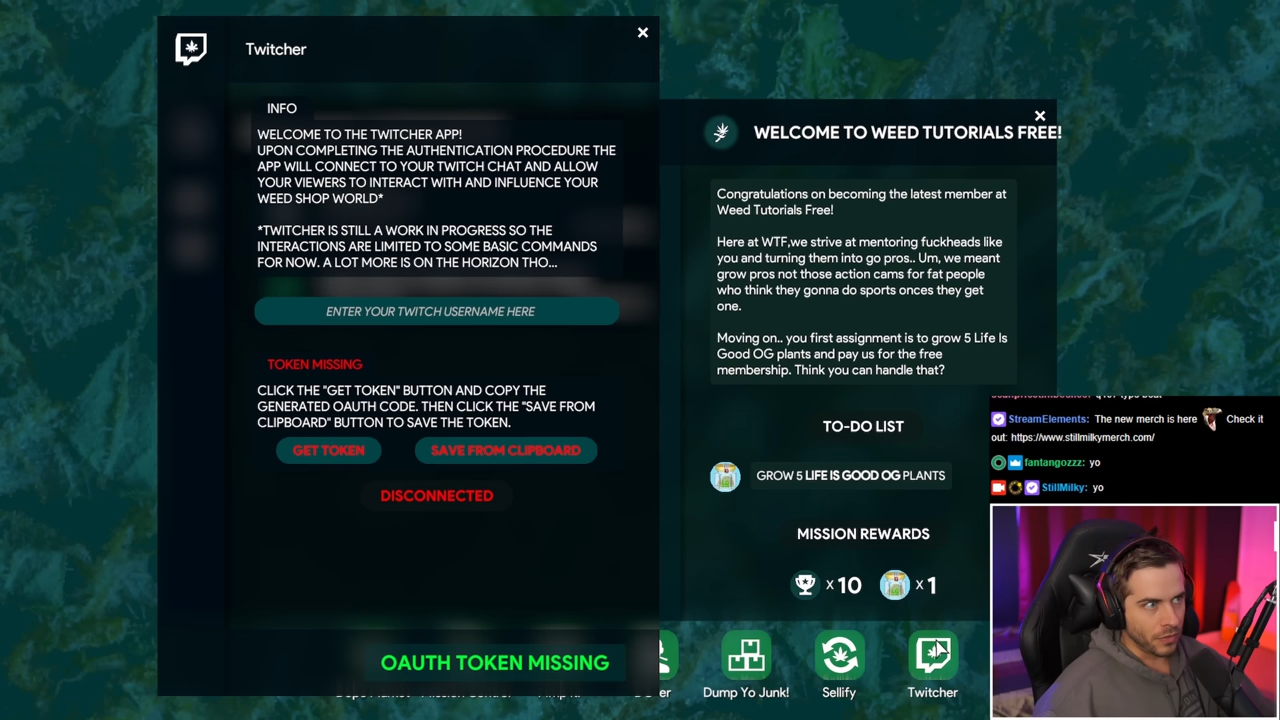 Twitcher
INFO
WELCOME TO THE TWITCHER APP!
UPON COMPLETING THE AUTHENTICATION PROCEDURE THE
APP WILL CONNECT TO YOUR TWITCH CHAT AND ALLOW
YOUR VIEWERS TO INTERACT WITH AND INFLUENCE YOUR
WEED SHOP WORLD*
*TWITCHER IS STILL A WORK IN PROGRESS SO THE
INTERACTIONS ARE LIMITED TO SOME BASIC COMMANDS
FOR NOW. A LOT MORE IS ON THE HORIZON THO...
ENTER YOUR TWITCH USERNAME HERE
TOKEN MISSING
CLICK THE "GET TOKEN" BUTTON AND COPY THE
GENERATED OAUTH CODE. THEN CLICK THE "SAVE FROM
CLIPBOARD" BUTTON TO SAVE THE TOKEN.
GET TOKEN
SAVE FROM CLIPBOARD
DISCONNECTED
OAUTH TOKEN MISSING
WELCOME TO WEED TUTORIALS FREE!
Congratulations on becoming the latest member at
Weed Tutorials Free!
Here at WTF,we strive at mentoring fuckheads like
you and turning them into go pros.. Um, we meant
grow pros not those action cams for fat people
who think they gonna do sports onces they get
one.
Moving on.. you first assignment is to grow 5 Life Is
Good OG plants and pay us for the free
membership. Think you can handle that?
TO-DO LIST
GROW 5 LIFE IS GOOD OG PLANTS
MISSION REWARDS
x 10
x 1
Dump Yo Junk!
Sellify
Twitcher
StreamElements: The new merch is here Check it
out: https://www.stillmilkymerch.com/
fantangozzz: yo
StillMilky: yo